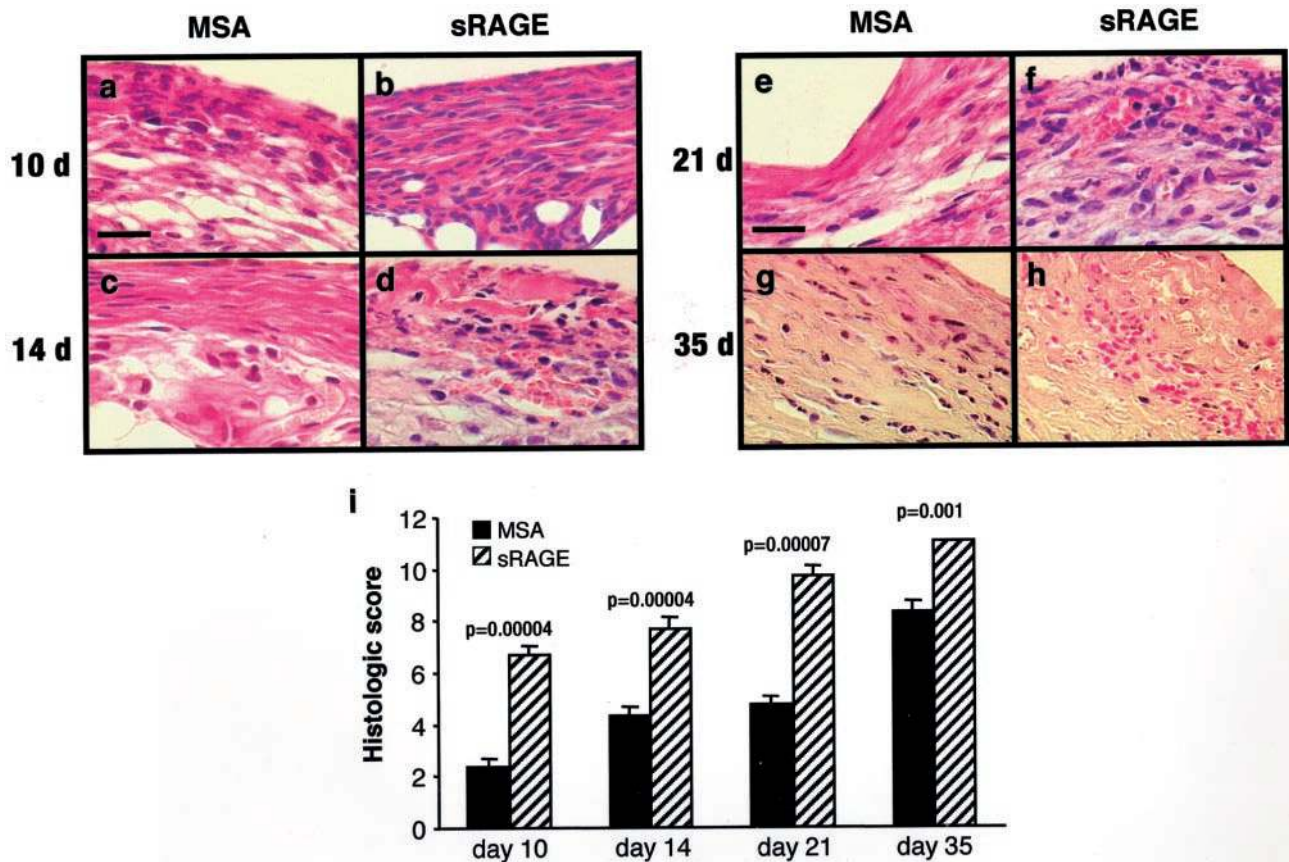 MSA sRAGE
a b
10 d
c d
14 d
MSA sRAGE
e f
21 d
g h
35 d
i
Histologic score
12
10
8
6
4
2
0
MSA
sRAGE
p=0.00004
p=0.00004
p=0.00007
p=0.001
day 10 day 14 day 21 day 35